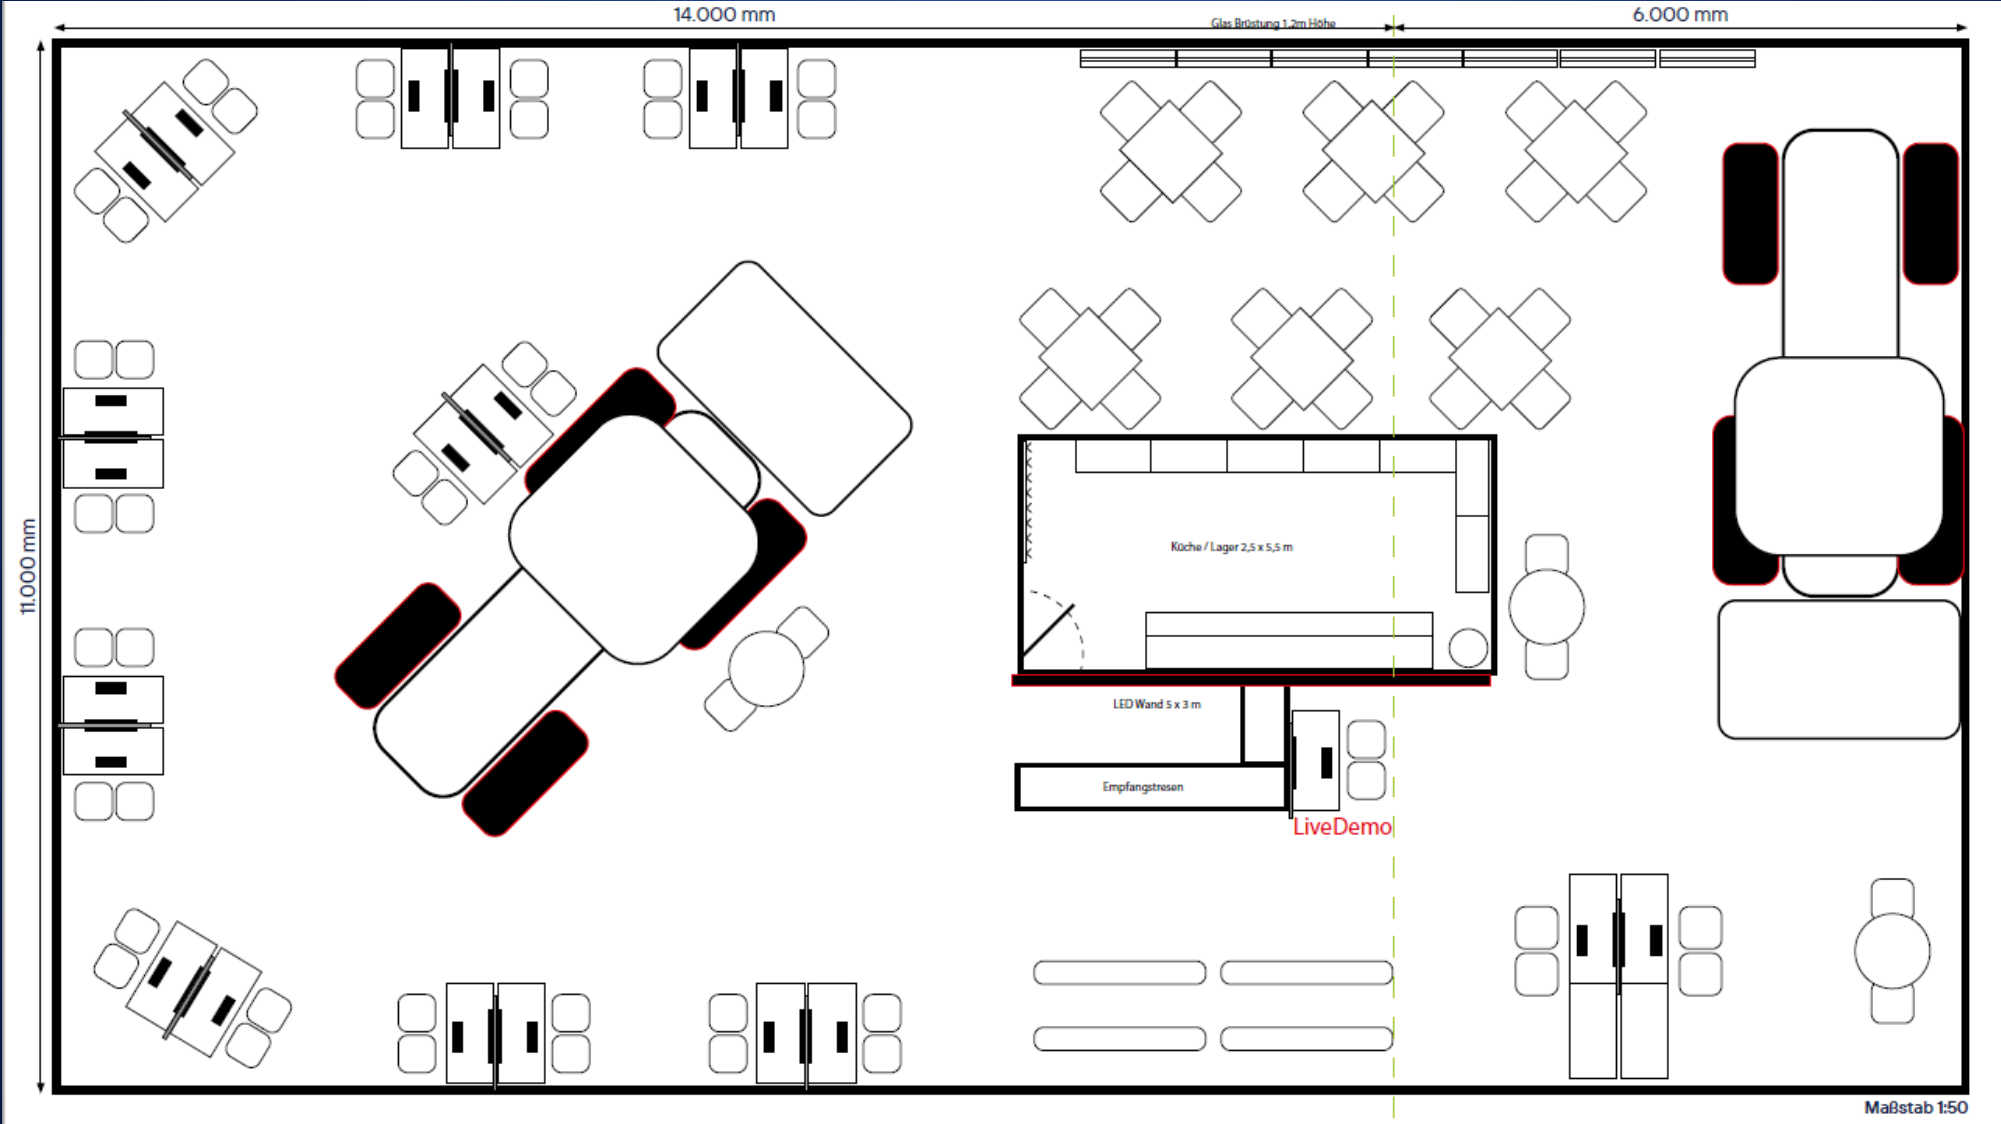 14.000 mm
6.000 mm
Glas Brüstung 1,2m Höhe
11.000 mm
Küche / Lager 2,5 x 5,5 m
LED Wand 5 x 3 m
Empfangstresen
LiveDemo
Maßstab 1:50